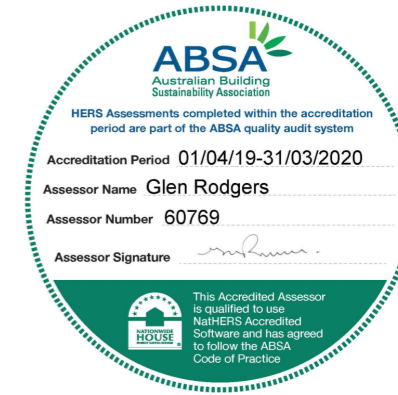 ABSA
Australian Building
Sustainability Association
HERS Assessments completed within the accreditation
period are part of the ABSA quality audit system
Accreditation Period 01/04/19-31/03/2020
Assessor Name Glen Rodgers
Assessor Number 60769
Assessor Signature
This Accredited Assessor
is qualified to use
NatHERS Accredited
Software and has agreed
to follow the ABSA
Code of Practice
NATIONWIDE
HOUSE